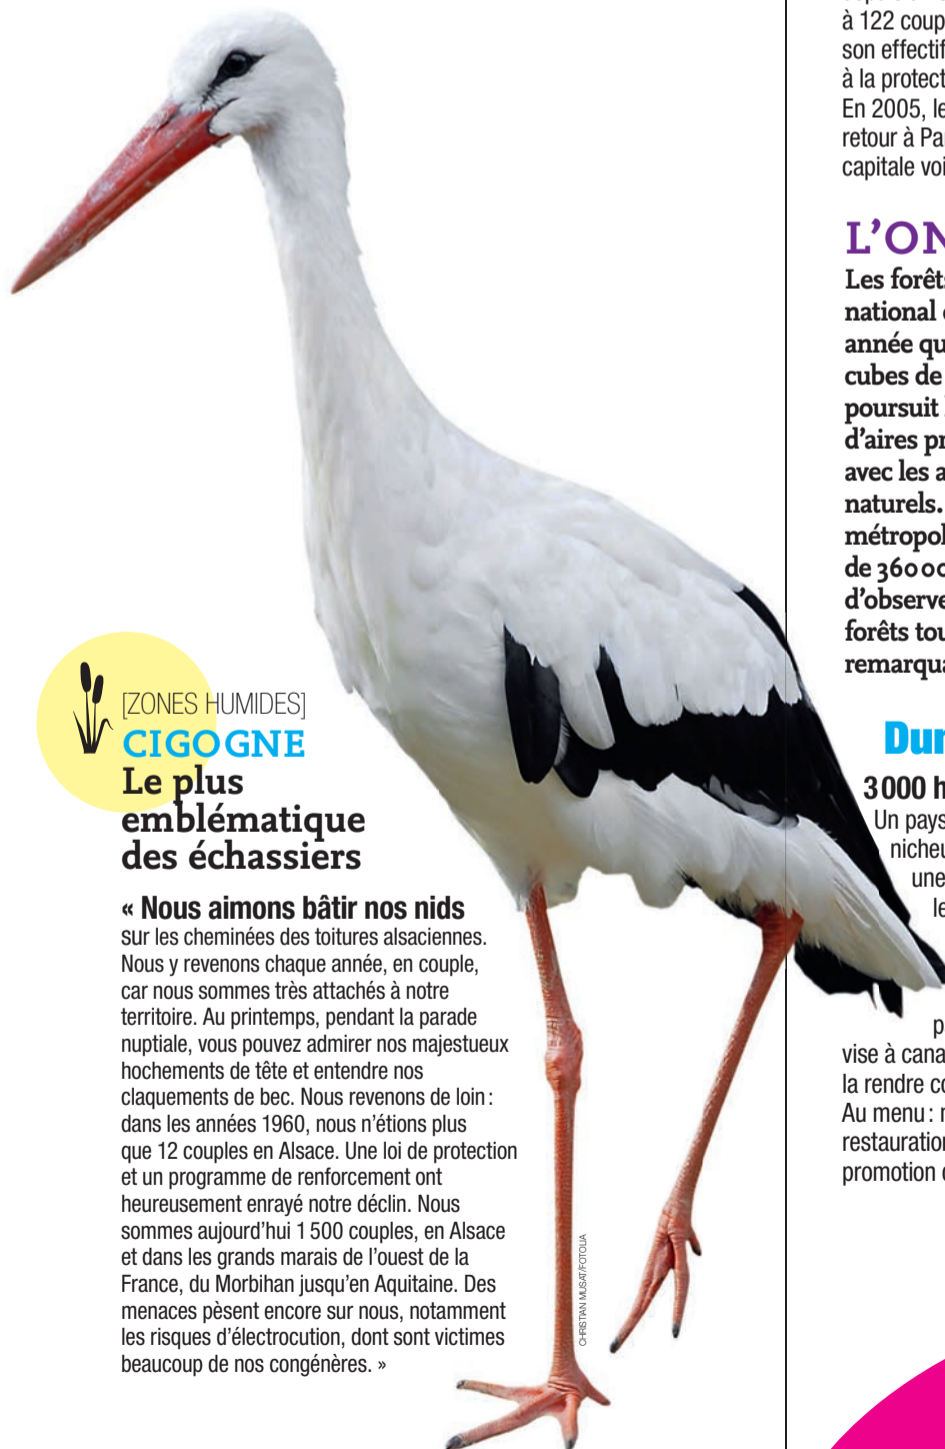 [ZONES HUMIDES]
CIGOGNE
Le plus
emblématique
des échassiers
« Nous aimons bâtir nos nids
sur les cheminées des toitures alsaciennes.
Nous y revenons chaque année, en couple,
car nous sommes très attachés à notre
territoire. Au printemps, pendant la parade
nuptiale, vous pouvez admirer nos majestueux
hochements de tête et entendre nos
claquements de bec. Nous revenons de loin :
dans les années 1960, nous n'étions plus
que 12 couples en Alsace. Une loi de protection
et un programme de renforcement ont
heureusement enrayé notre déclin. Nous
sommes aujourd'hui 1 500 couples, en Alsace
et dans les grands marais de l'ouest de la
France, du Morbihan jusqu'en Aquitaine. Des
menaces pèsent encore sur nous, notamment
les risques d'électrocution, dont sont victimes
beaucoup de nos congénères. »
CHRISTIAN MUSAT/FOTOLIA
à 122 coup
son effectif
à la protect
En 2005, le
retour à Pa
capitale voi
L'ON
Les forêts
national
année qu
cubes de
poursuit
d'aires pr
avec les a
naturels.
métropol
de 360 00
d'observe
forêts tou
remarqua
Dun
3 000 h
Un pays
nicheu
une
le
p
vise à cana
la rendre co
Au menu : r
restauration
promotion